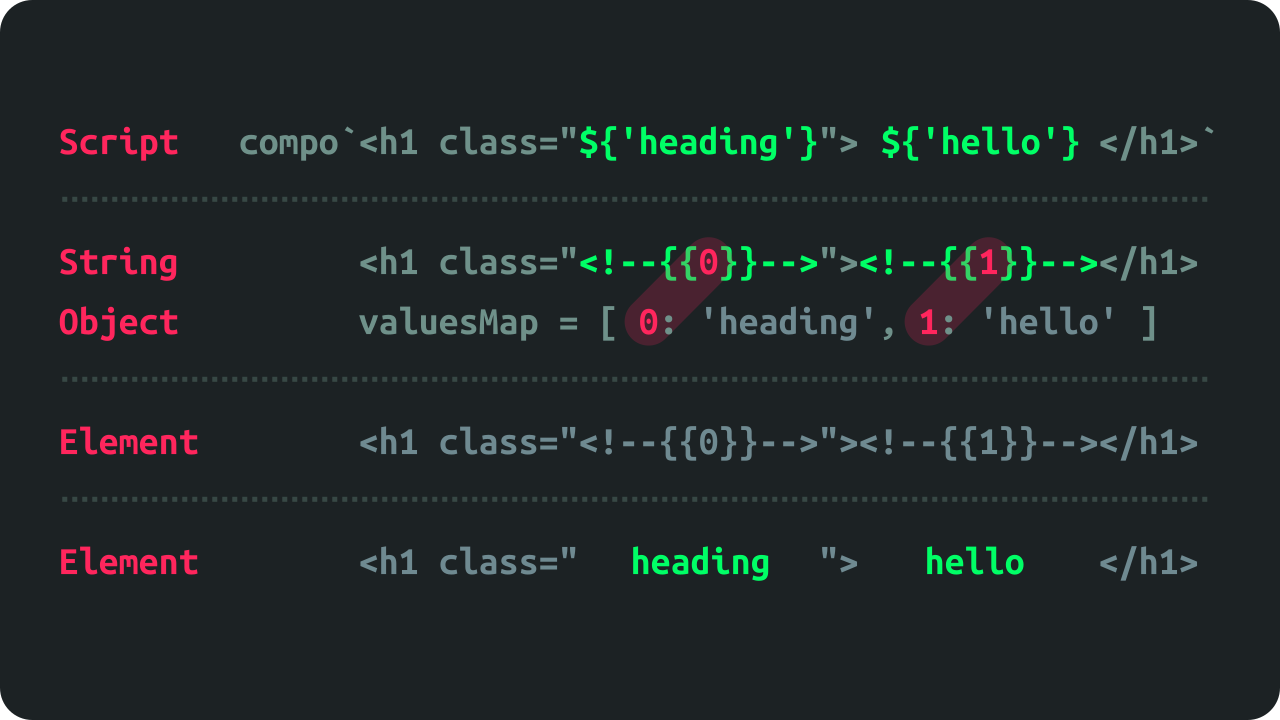 Script compo`<h1 class="${'heading'}"> ${'hello'} </h1>`
String <h1 class="<!--{{0}}-->"><!--{{1}}--></h1>
Object valuesMap = [ 0: 'heading', 1: 'hello' ]
Element <h1 class="<!--{{0}}-->"><!--{{1}}--></h1>
Element <h1 class=" heading "> hello </h1>